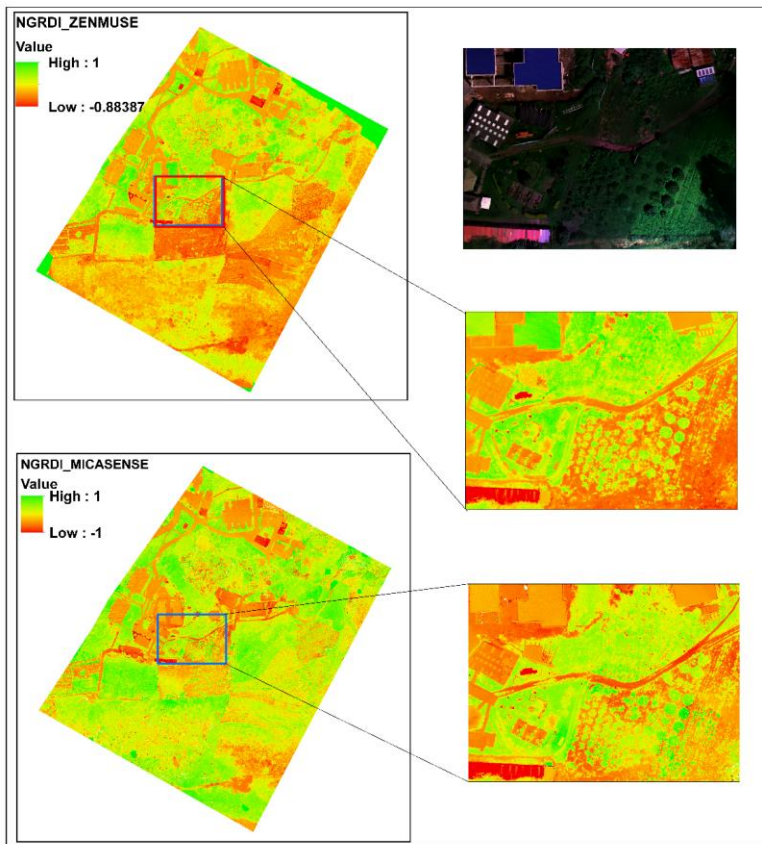 NGRDI_ZENMUSE
Value
High : 1
Low : -0.88387
NGRDI_MICASENSE
Value
High : 1
Low : -1